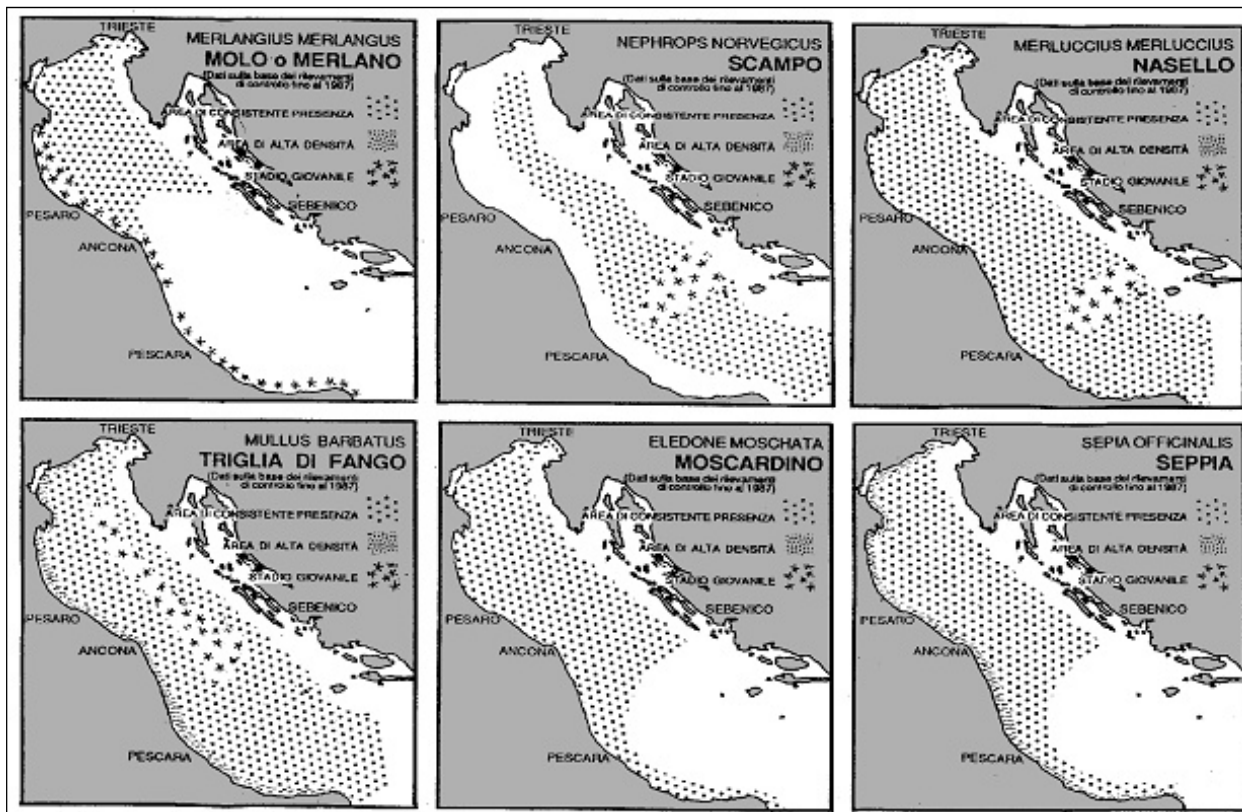 TRIESTE
MERLANGIUS MERLANGUS
MOLO o MERLANO
(Dati sulla base dei rilevamenti
di controllo fino al 1987)
AREA DI CONSISTENTE PRESENZA
AREA DI ALTA DENSITÀ
STADIO GIOVANILE
SEBENICO
PESARO
ANCONA
PESCARA
TRIESTE
NEPHROPS NORVEGICUS
SCAMPO
(Dati sulla base dei rilevamenti
di controllo fino al 1987)
AREA DI CONSISTENTE PRESENZA
AREA DI ALTA DENSITÀ
STADIO GIOVANILE
SEBENICO
PESARO
ANCONA
PESCARA
TRIESTE
MERLUCCIUS MERLUCCIUS
NASELLO
(Dati sulla base dei rilevamenti
di controllo fino al 1987)
AREA DI CONSISTENTE PRESENZA
AREA DI ALTA DENSITÀ
STADIO GIOVANILE
SEBENICO
PESARO
ANCONA
PESCARA
TRIESTE
MULLUS BARBATUS
TRIGLIA DI FANGO
(Dati sulla base dei rilevamenti
di controllo fino al 1987)
AREA DI CONSISTENTE PRESENZA
AREA DI ALTA DENSITÀ
STADIO GIOVANILE
SEBENICO
PESARO
ANCONA
PESCARA
TRIESTE
ELEDONE MOSCHATA
MOSCARDINO
(Dati sulla base dei rilevamenti
di controllo fino al 1987)
AREA DI CONSISTENTE PRESENZA
AREA DI ALTA DENSITÀ
STADIO GIOVANILE
SEBENICO
PESARO
ANCONA
PESCARA
TRIESTE
SEPIA OFFICINALIS
SEPPIA
(Dati sulla base dei rilevamenti
di controllo fino al 1987)
AREA DI CONSISTENTE PRESENZA
AREA DI ALTA DENSITÀ
STADIO GIOVANILE
SEBENICO
PESARO
ANCONA
PESCARA